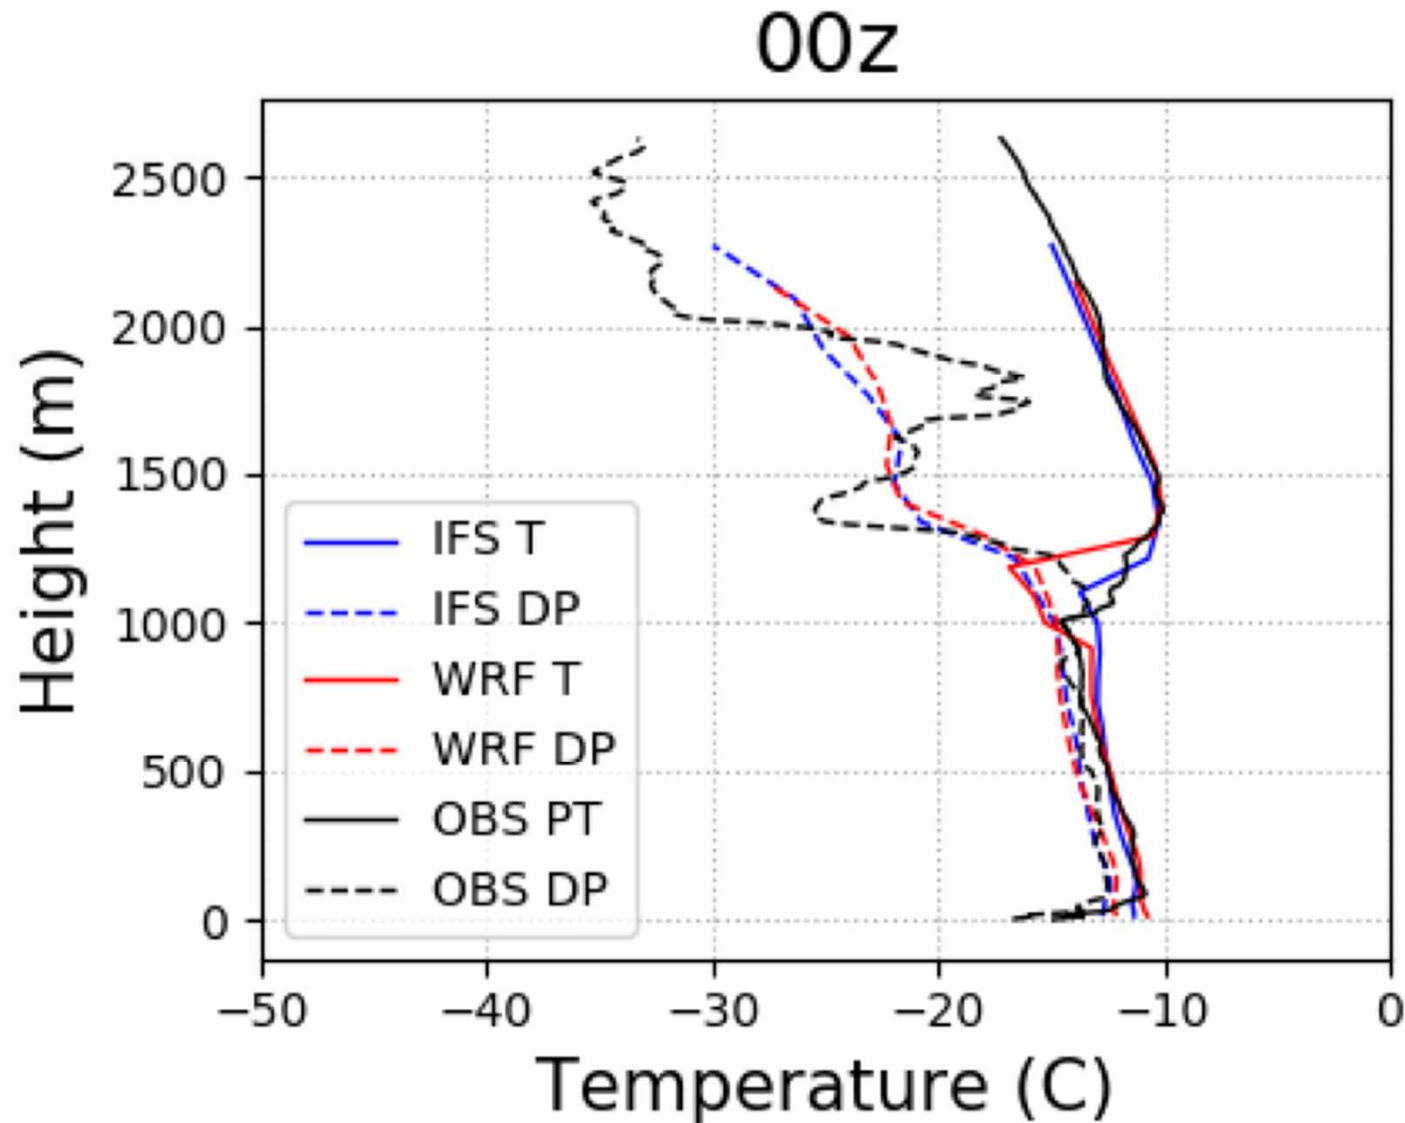 00z
Height (m)
2500
2000
1500
1000
500
0
IFS T
IFS DP
WRF T
WRF DP
OBS PT
OBS DP
−50 −40 −30 −20 −10 0
Temperature (C)